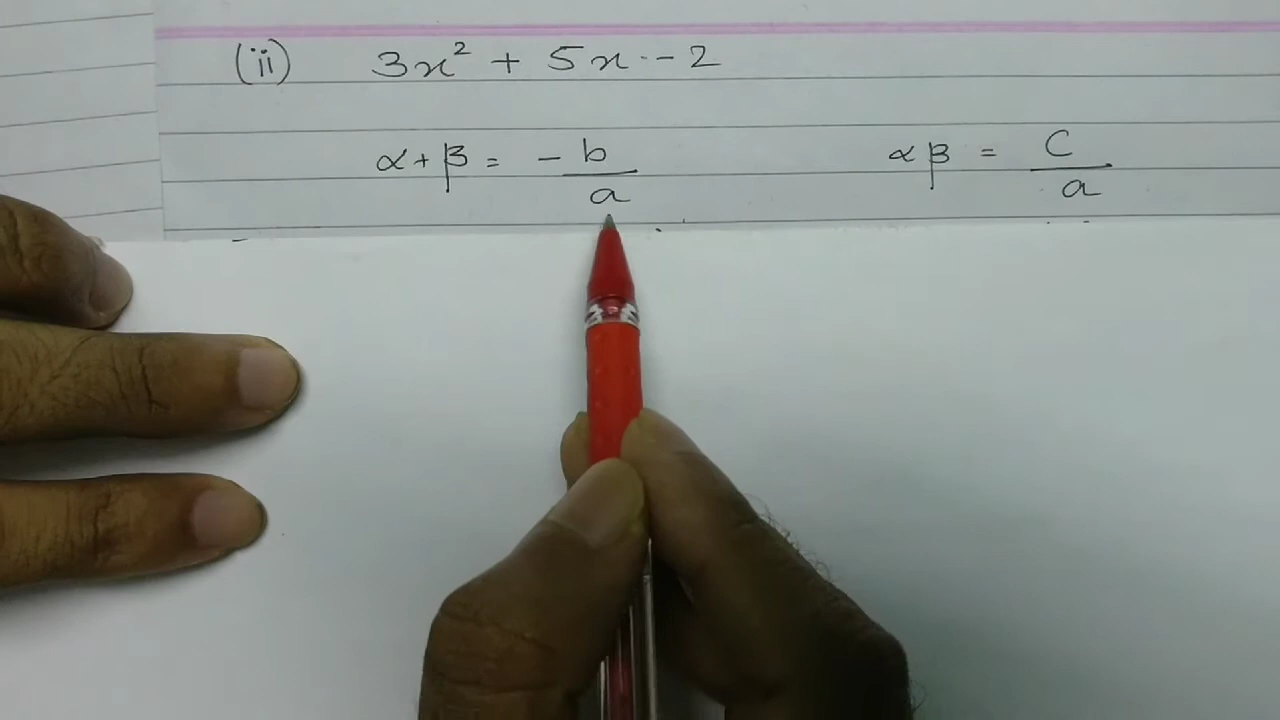 (ii) 3x² + 5x - 2
α + β = - b/a αβ = c/a